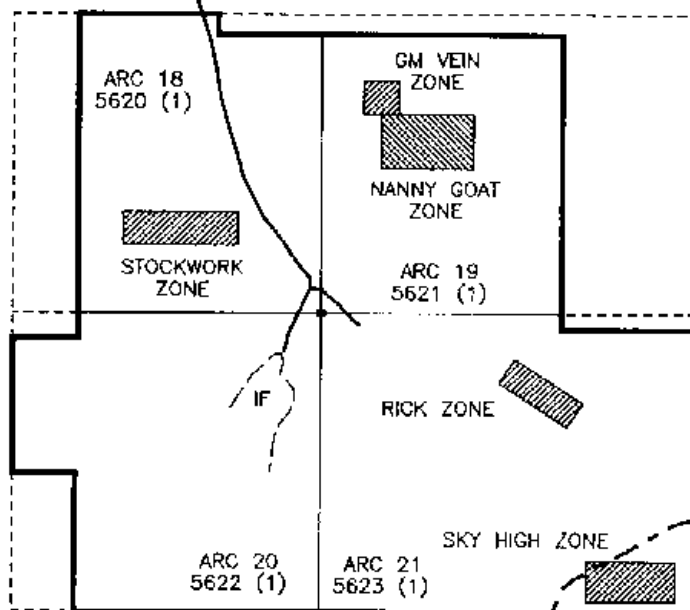 GM VEIN
ZONE
ARC 18
5620 (1)
NANNY GOAT
ZONE
STOCKWORK
ZONE
ARC 19
5621 (1)
IF
RICK ZONE
SKY HIGH ZONE
ARC 20
5622 (1)
ARC 21
5623 (1)